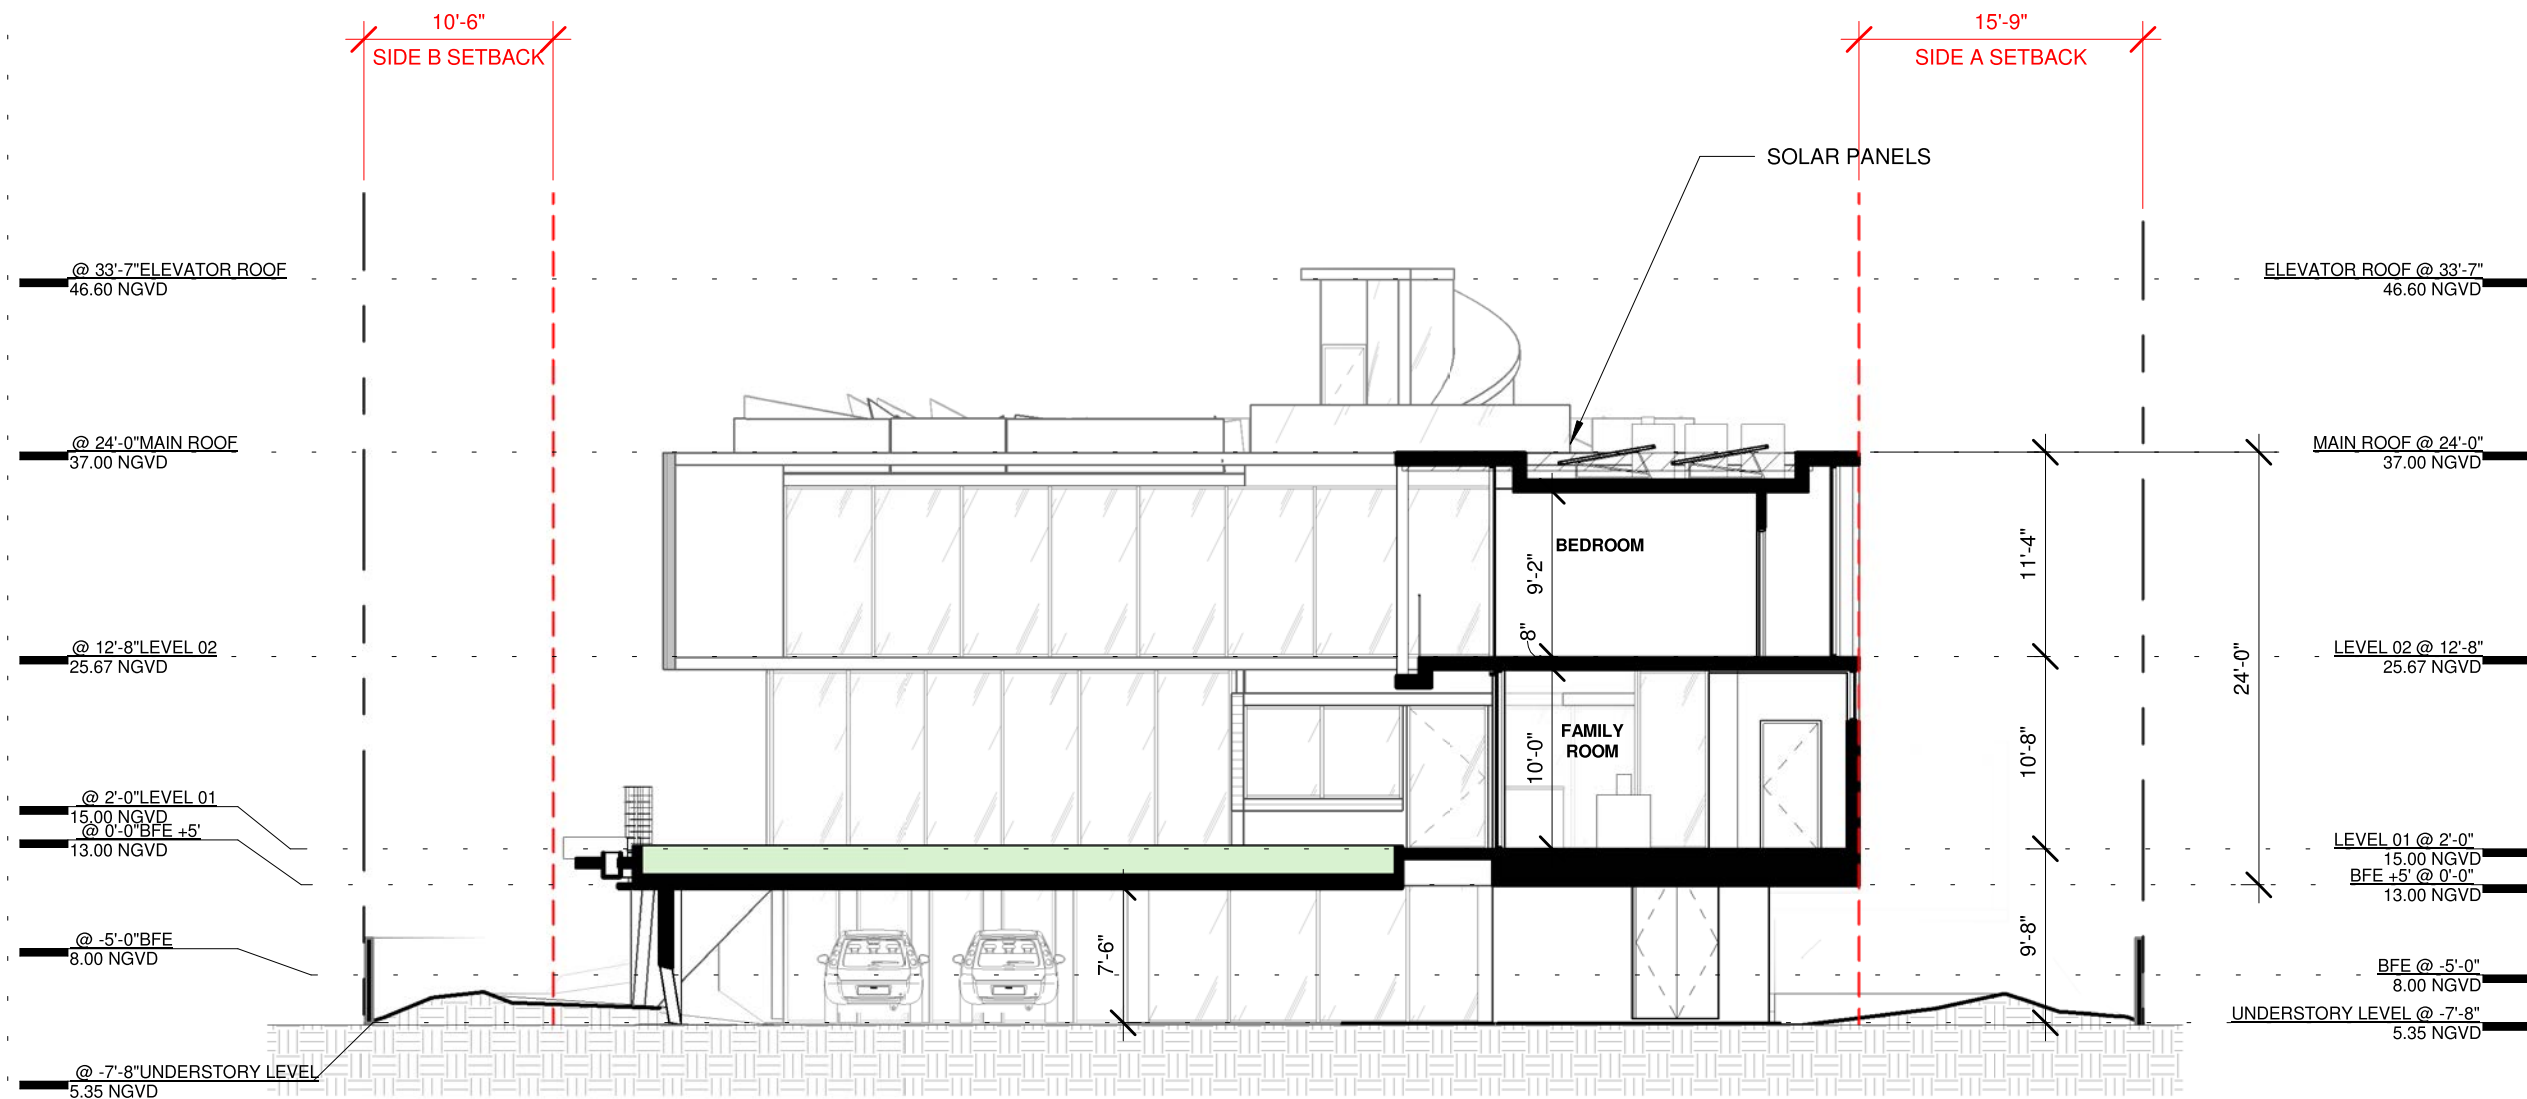 10'-6"
SIDE B SETBACK
15'-9"
SIDE A SETBACK
SOLAR PANELS
@ 33'-7"ELEVATOR ROOF
46.60 NGVD
ELEVATOR ROOF @ 33'-7"
46.60 NGVD
@ 24'-0"MAIN ROOF
37.00 NGVD
MAIN ROOF @ 24'-0"
37.00 NGVD
BEDROOM
9'-2"
11'-4"
8"
@ 12'-8"LEVEL 02
25.67 NGVD
LEVEL 02 @ 12'-8"
25.67 NGVD
24'-0"
FAMILY
ROOM
10'-0"
10'-8"
@ 2'-0"LEVEL 01
15.00 NGVD
@ 0'-0"BFE +5'
13.00 NGVD
LEVEL 01 @ 2'-0"
15.00 NGVD
BFE +5' @ 0'-0"
13.00 NGVD
7'-6"
9'-8"
@ -5'-0"BFE
8.00 NGVD
BFE @ -5'-0"
8.00 NGVD
UNDERSTORY LEVEL @ -7'-8"
5.35 NGVD
@ -7'-8"UNDERSTORY LEVEL
5.35 NGVD